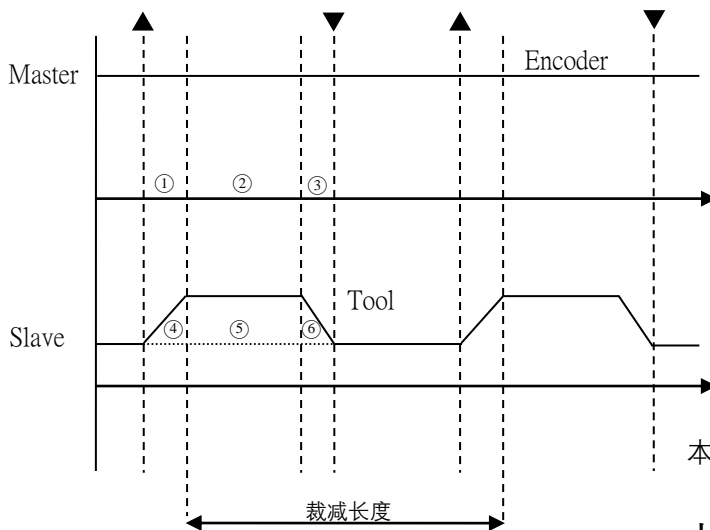 Master
Encoder
① ② ③
Tool
Slave
④ ⑤ ⑥
本
裁减长度